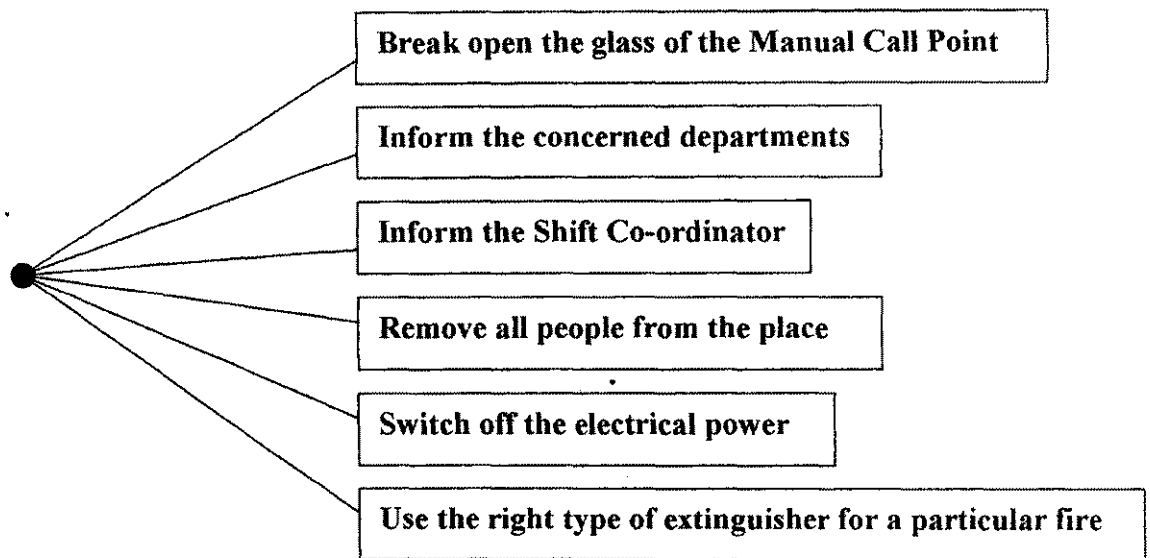 Break open the glass of the Manual Call Point
Inform the concerned departments
Inform the Shift Co-ordinator
Remove all people from the place
Switch off the electrical power
Use the right type of extinguisher for a particular fire